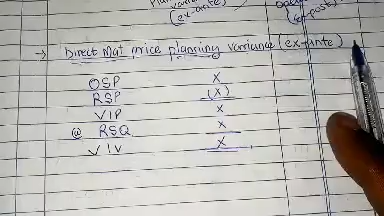 (ex-ante)
(ex-post)
→ Direct Mat price planning variance (ex-ante)
OSP X
RSP (X)
VIP X
@ RSQ X
VIV X